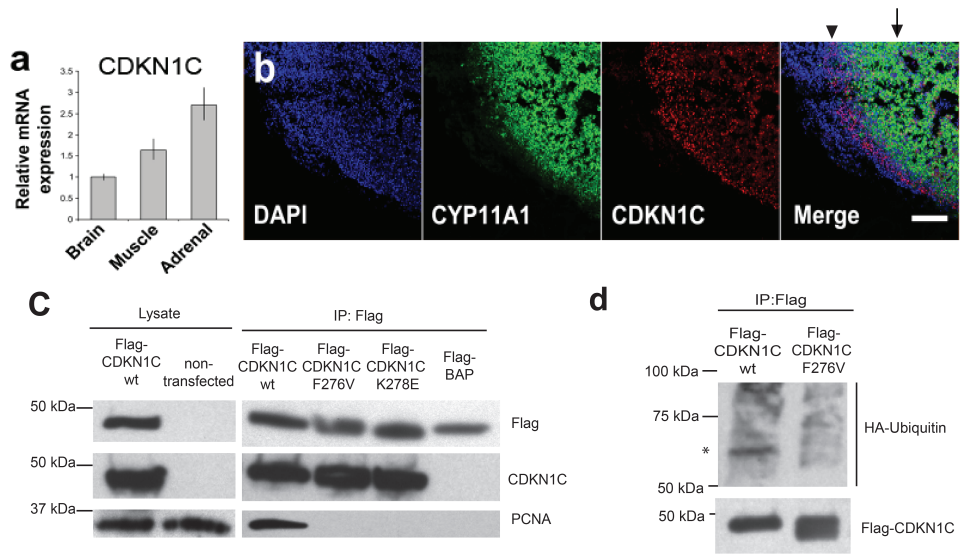 a
CDKN1C
Relative mRNA
expression
3.5
3
2.5
2
1.5
1
0.5
0
Brain
Muscle
Adrenal
b
DAPI
CYP11A1
CDKN1C
Merge
c
Lysate
IP: Flag
Flag-
CDKN1C
wt
non-
transfected
Flag-
CDKN1C
wt
Flag-
CDKN1C
F276V
Flag-
CDKN1C
K278E
Flag-
BAP
50 kDa
Flag
50 kDa
CDKN1C
37 kDa
PCNA
d
IP:Flag
Flag-
CDKN1C
wt
Flag-
CDKN1C
F276V
100 kDa
75 kDa
HA-Ubiquitin
*
50 kDa
50 kDa
Flag-CDKN1C